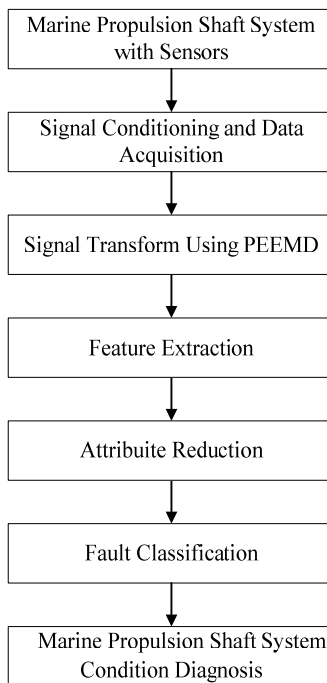 Marine Propulsion Shaft System
with Sensors
Signal Conditioning and Data
Acquisition
Signal Transform Using PEEMD
Feature Extraction
Attribuite Reduction
Fault Classification
Marine Propulsion Shaft System
Condition Diagnosis